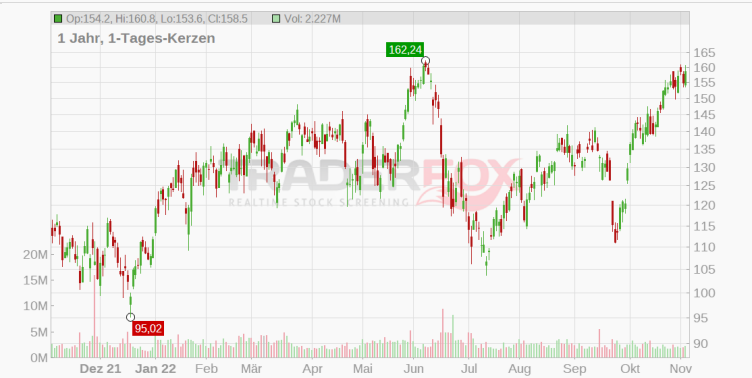 Op:154.2, Hi:160.8, Lo:153.6, Cl:158.5 Vol: 2.227M
1 Jahr, 1-Tages-Kerzen
162,24
165
160
155
150
145
140
135
130
125
120
115
110
105
100
95
90
TRADERFOX
REALTIME STOCK SCREENING
20M
15M
10M
5M
0M
95,02
Dez 21 Jan 22 Feb Mär Apr Mai Jun Jul Aug Sep Okt Nov